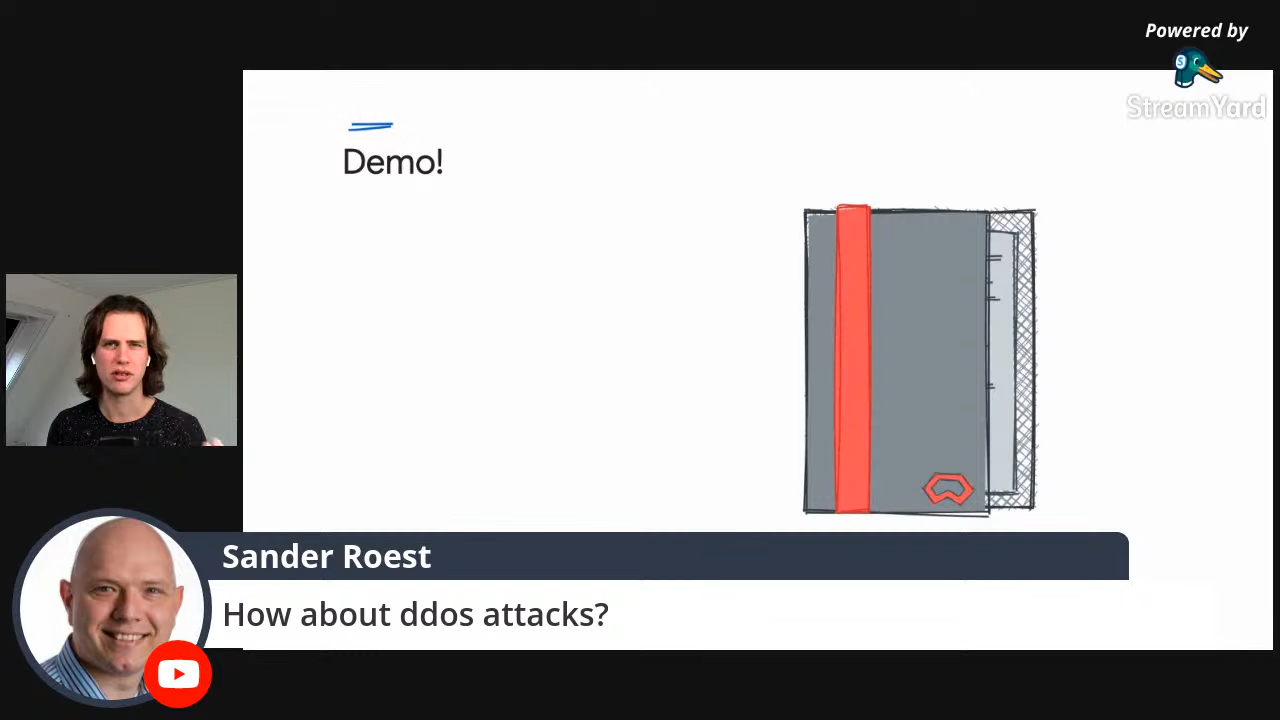 Powered by
StreamYard
Demo!
Sander Roest
How about ddos attacks?